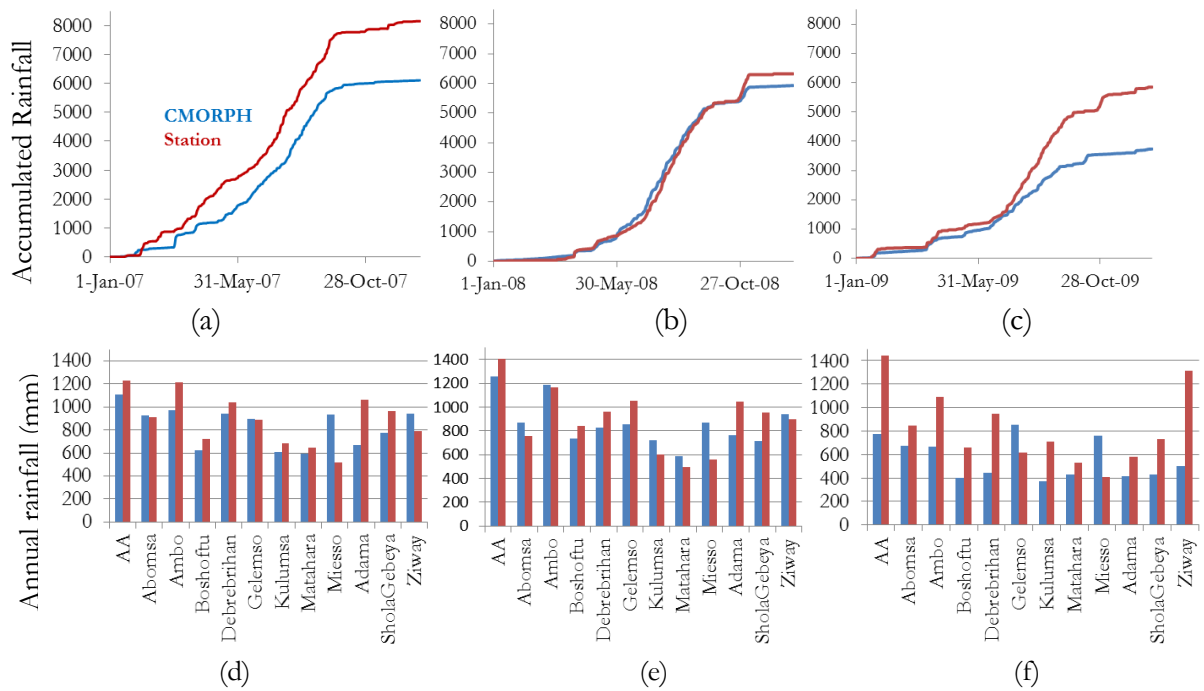 Accumulated Rainfall
8000
7000
6000
5000
4000
3000
2000
1000
0
CMORPH
Station
1-Jan-07 31-May-07 28-Oct-07
(a)
8000
7000
6000
5000
4000
3000
2000
1000
0
1-Jan-08 30-May-08 27-Oct-08
(b)
8000
7000
6000
5000
4000
3000
2000
1000
0
1-Jan-09 31-May-09 28-Oct-09
(c)
Annual rainfall (mm)
1400
1200
1000
800
600
400
200
0
AA
Abomsa
Ambo
Boshoftu
Debrebrihan
Gelemso
Kulumsa
Matahara
Miesso
Adama
SholaGebeya
Ziway
(d)
1400
1200
1000
800
600
400
200
0
AA
Abomsa
Ambo
Boshoftu
Debrebrihan
Gelemso
Kulumsa
Matahara
Miesso
Adama
SholaGebeya
Ziway
(e)
1400
1200
1000
800
600
400
200
0
AA
Abomsa
Ambo
Boshoftu
Debrebrihan
Gelemso
Kulumsa
Matahara
Miesso
Adama
SholaGebeya
Ziway
(f)